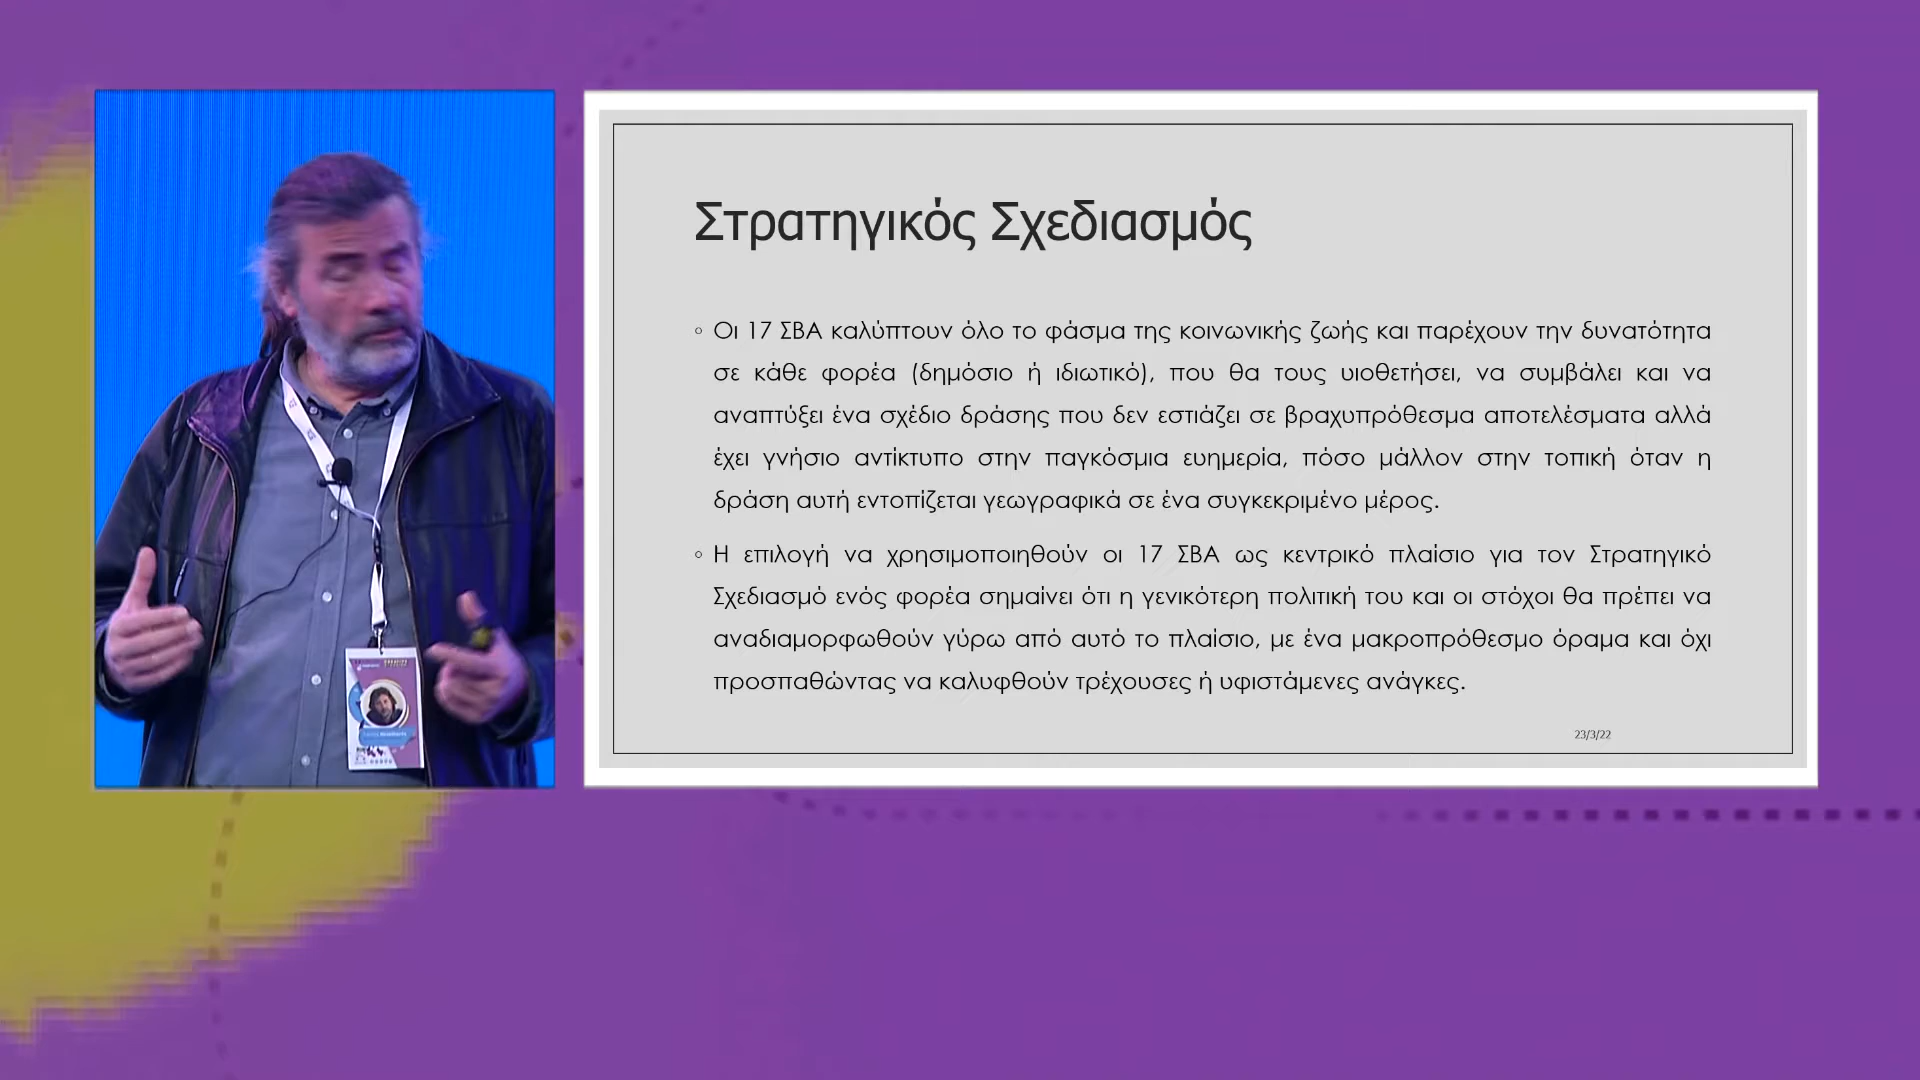 Στρατηγικός Σχεδιασμός
◦ Οι 17 ΣΒΑ καλύπτουν όλο το φάσμα της κοινωνικής ζωής και παρέχουν την δυνατότητα
σε κάθε φορέα (δημόσιο ή ιδιωτικό), που θα τους υιοθετήσει, να συμβάλει και να
αναπτύξει ένα σχέδιο δράσης που δεν εστιάζει σε βραχυπρόθεσμα αποτελέσματα αλλά
έχει γνήσιο αντίκτυπο στην παγκόσμια ευημερία, πόσο μάλλον στην τοπική όταν η
δράση αυτή εντοπίζεται γεωγραφικά σε ένα συγκεκριμένο μέρος.
◦ Η επιλογή να χρησιμοποιηθούν οι 17 ΣΒΑ ως κεντρικό πλαίσιο για τον Στρατηγικό
Σχεδιασμό ενός φορέα σημαίνει ότι η γενικότερη πολιτική του και οι στόχοι θα πρέπει να
αναδιαμορφωθούν γύρω από αυτό το πλαίσιο, με ένα μακροπρόθεσμο όραμα και όχι
προσπαθώντας να καλυφθούν τρέχουσες ή υφιστάμενες ανάγκες.
23/3/22